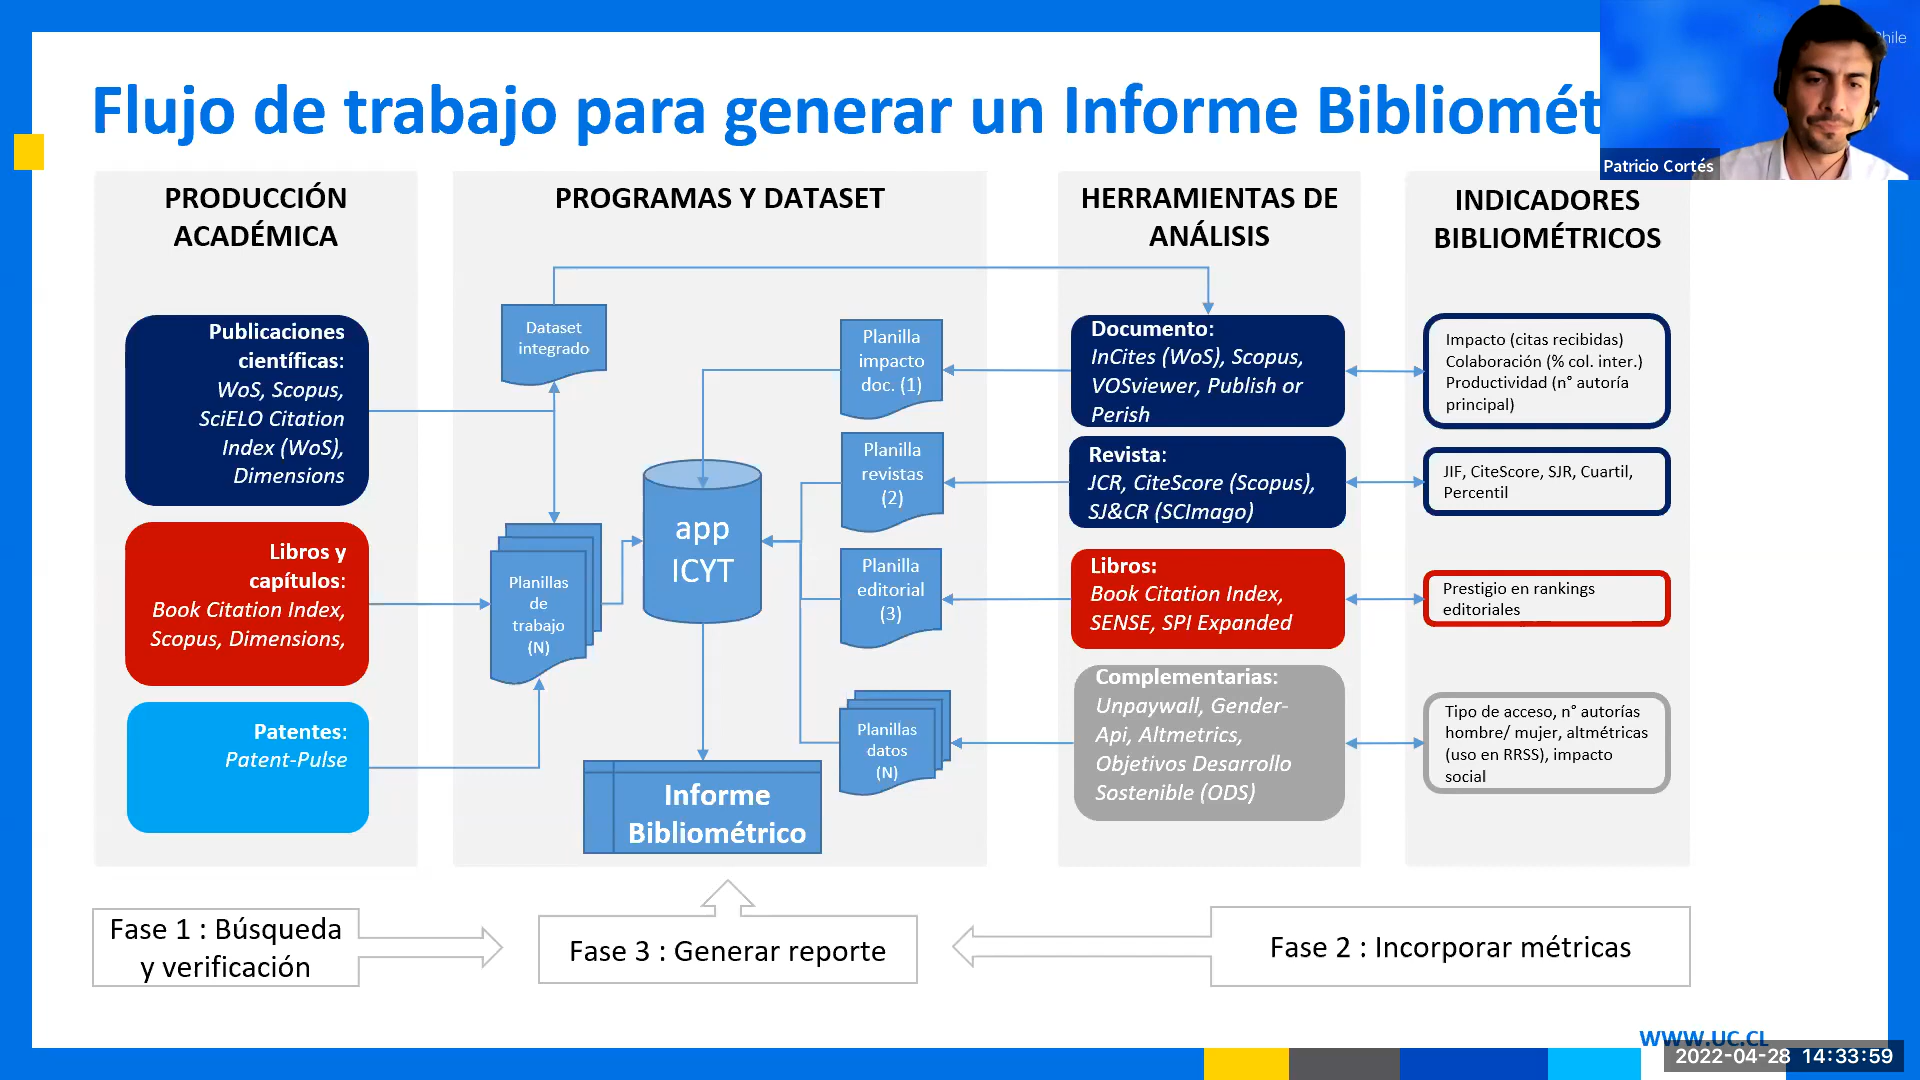 Flujo de trabajo para generar un Informe Bibliomét
hile
Patricio Cortés
PRODUCCIÓN
ACADÉMICA
Publicaciones
científicas:
WoS, Scopus,
SciELO Citation
Index (WoS),
Dimensions
Libros y
capítulos:
Book Citation Index,
Scopus, Dimensions,
Patentes:
Patent-Pulse
PROGRAMAS Y DATASET
Dataset
integrado
Planillas
de
trabajo
(N)
app
ICYT
Informe
Bibliométrico
Planilla
impacto
doc. (1)
Planilla
revistas
(2)
Planilla
editorial
(3)
Planillas
datos
(N)
HERRAMIENTAS DE
ANÁLISIS
Documento:
InCites (WoS), Scopus,
VOSviewer, Publish or
Perish
Revista:
JCR, CiteScore (Scopus),
SJ&CR (SCImago)
Libros:
Book Citation Index,
SENSE, SPI Expanded
Complementarias:
Unpaywall, Gender-
Api, Altmetrics,
Objetivos Desarrollo
Sostenible (ODS)
INDICADORES
BIBLIOMÉTRICOS
Impacto (citas recibidas)
Colaboración (% col. inter.)
Productividad (n° autoría
principal)
JIF, CiteScore, SJR, Cuartil,
Percentil
Prestigio en rankings
editoriales
Tipo de acceso, n° autorías
hombre/ mujer, altmétricas
(uso en RRSS), impacto
social
Fase 1 : Búsqueda
y verificación
Fase 3 : Generar reporte
Fase 2 : Incorporar métricas
WWW.UC.CL
2022-04-28 14:33:59